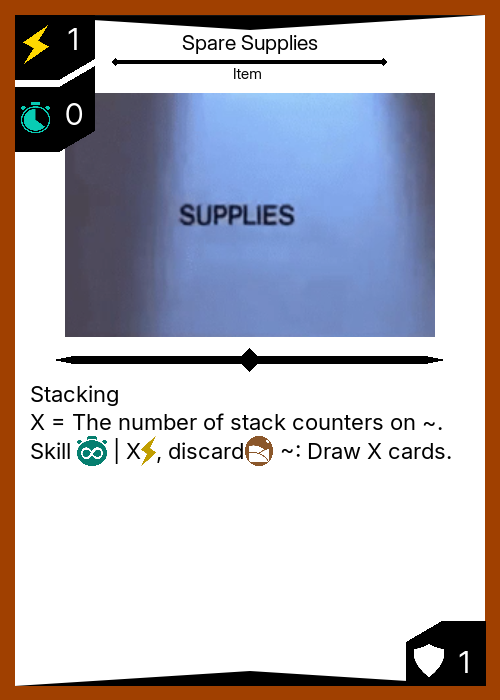 1
Spare Supplies
Item
0
SUPPLIES
Stacking
X = The number of stack counters on ~.
Skill | X, discard ~: Draw X cards.
1